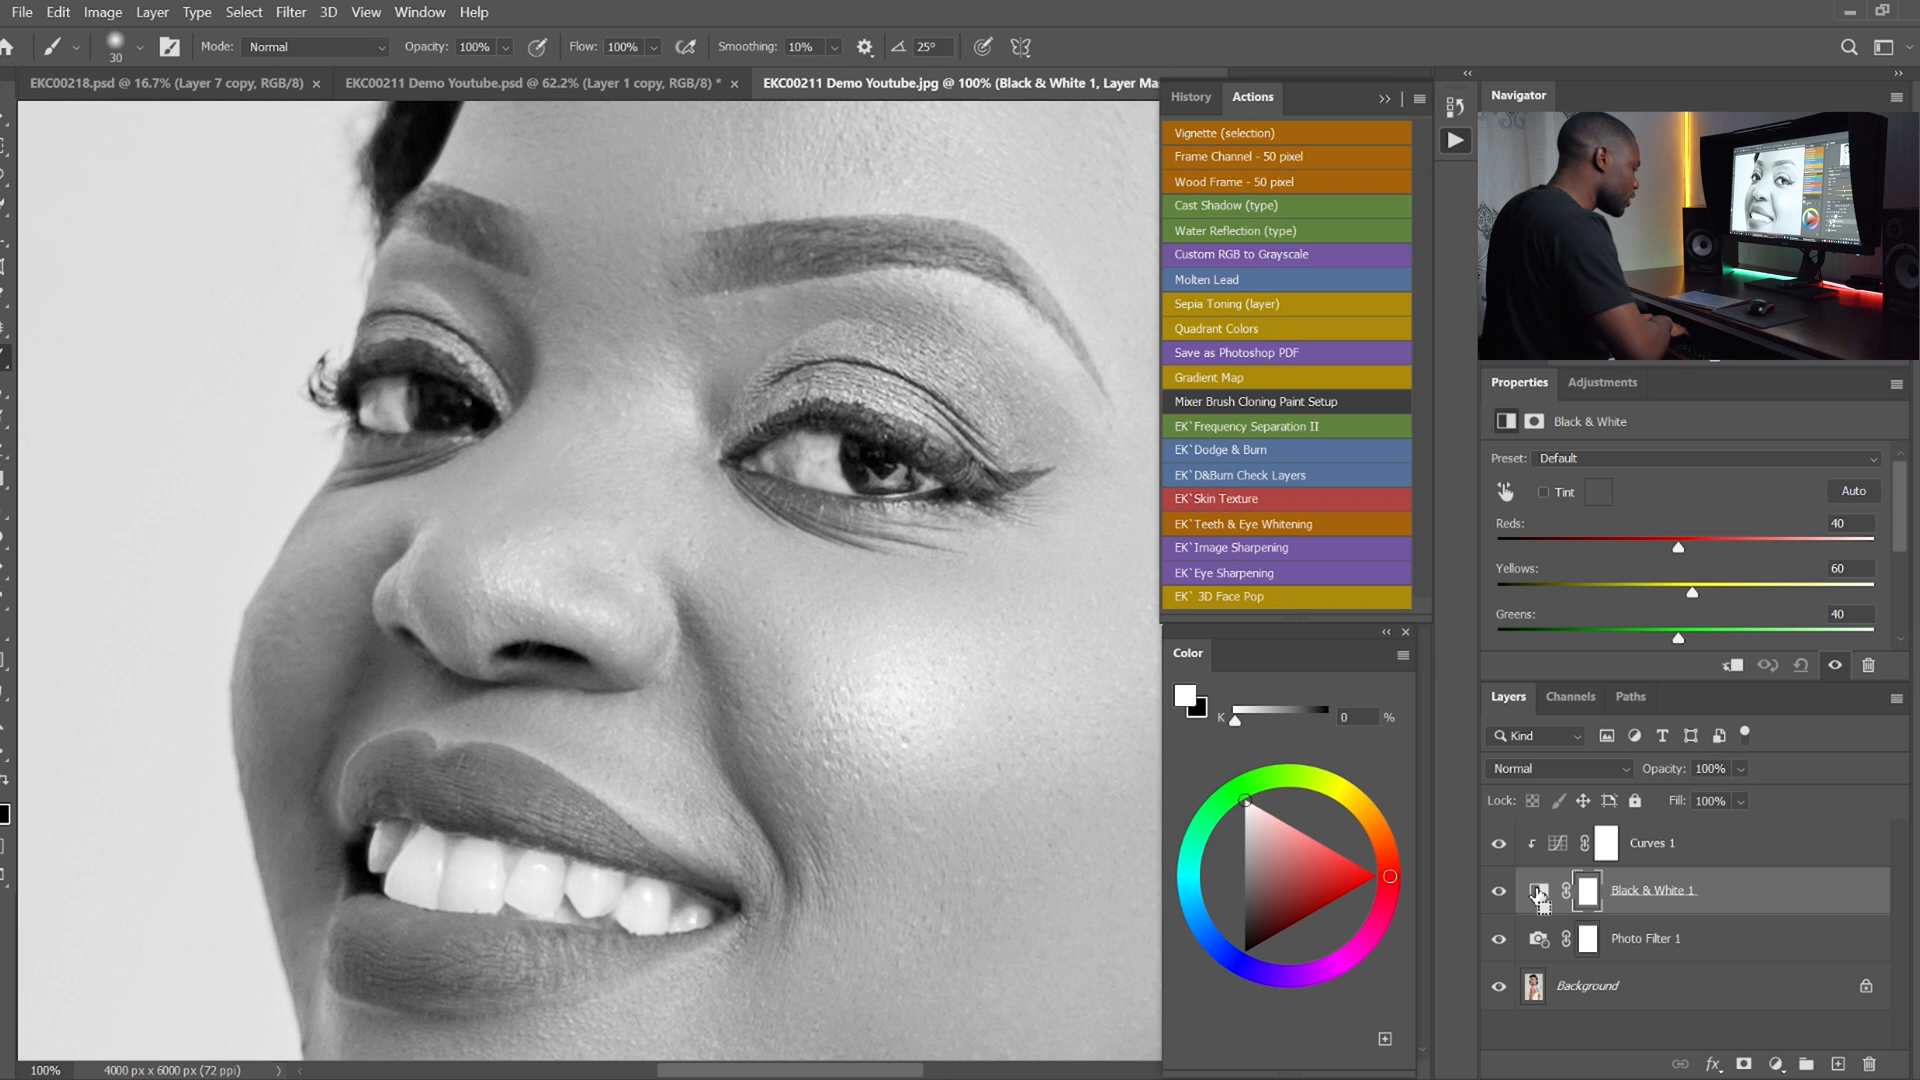 File Edit Image Layer Type Select Filter 3D View Window Help
30 Mode: Normal Opacity: 100% Flow: 100% Smoothing: 10% 25°
EKC00218.psd @ 16.7% (Layer 7 copy, RGB/8) × EKC00211 Demo Youtube.psd @ 62.2% (Layer 1 copy, RGB/8) * × EKC00211 Demo Youtube.jpg @ 100% (Black & White 1, Layer Ma
History Actions
Vignette (selection)
Frame Channel - 50 pixel
Wood Frame - 50 pixel
Cast Shadow (type)
Water Reflection (type)
Custom RGB to Grayscale
Molten Lead
Sepia Toning (layer)
Quadrant Colors
Save as Photoshop PDF
Gradient Map
Mixer Brush Cloning Paint Setup
EK`Frequency Separation II
EK`Dodge & Burn
EK`D&Burn Check Layers
EK`Skin Texture
EK`Teeth & Eye Whitening
EK`Image Sharpening
EK`Eye Sharpening
EK` 3D Face Pop
Color
K 0 %
Navigator
Properties Adjustments
Black & White
Preset: Default
Tint Auto
Reds: 40
Yellows: 60
Greens: 40
Layers Channels Paths
Kind
Normal Opacity: 100%
Lock: Fill: 100%
Curves 1
Black & White 1
Photo Filter 1
Background
fx
100% 4000 px x 6000 px (72 ppi)